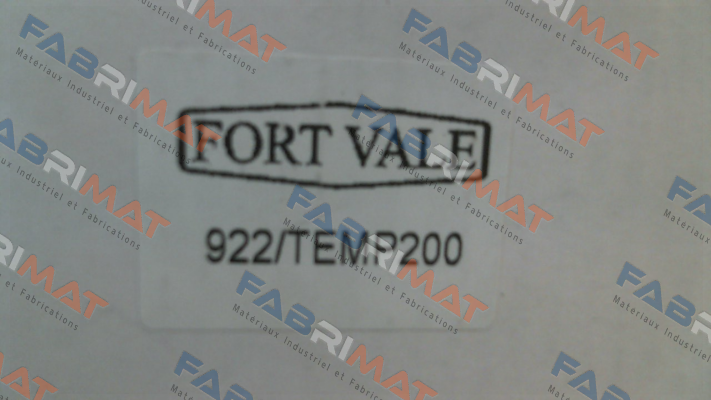 FORT VALE
922/TEMP200
FABRIMAT
Materiaux Industriel et Fabrications